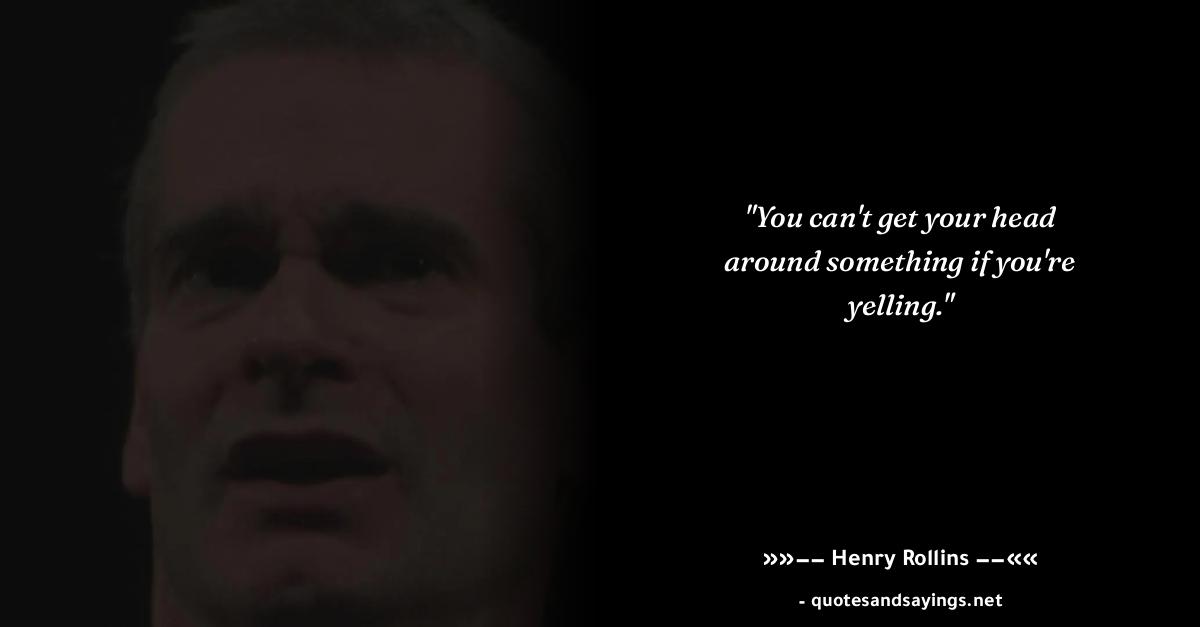 "You can't get your head
around something if you're
yelling."
»»−− Henry Rollins −−««
- quotesandsayings.net